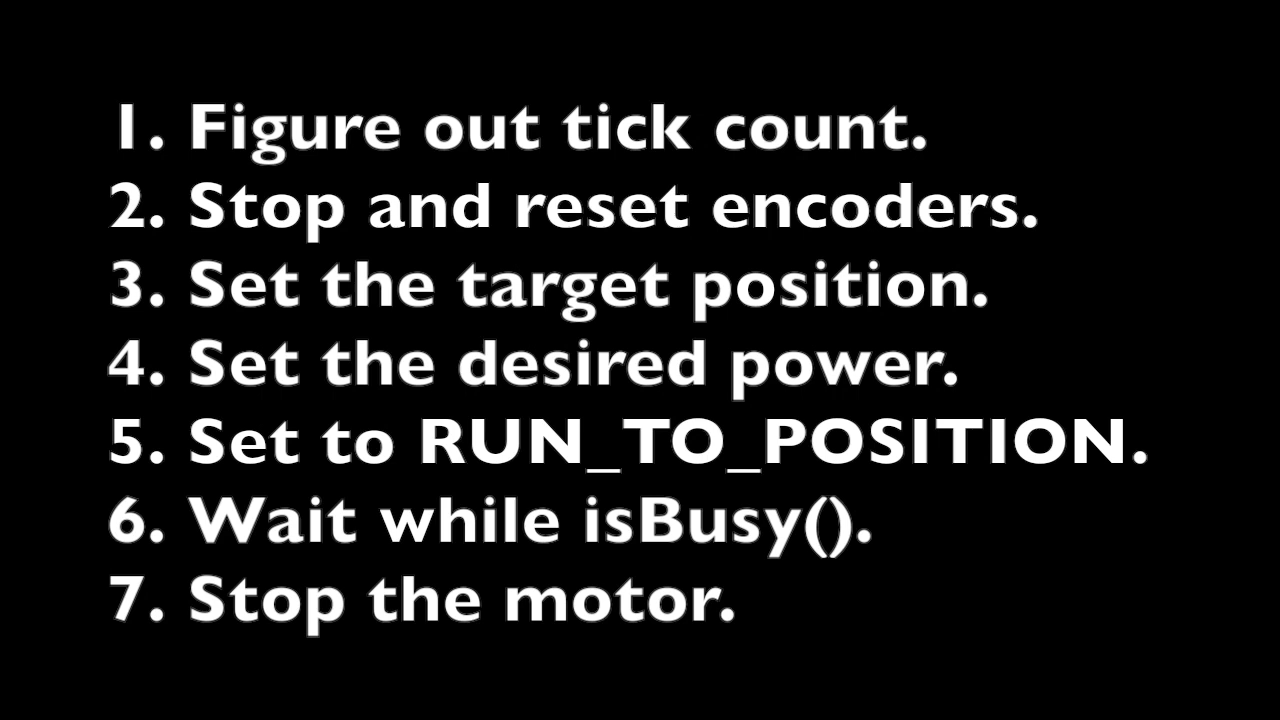 1. Figure out tick count.
2. Stop and reset encoders.
3. Set the target position.
4. Set the desired power.
5. Set to RUN_TO_POSITION.
6. Wait while isBusy().
7. Stop the motor.